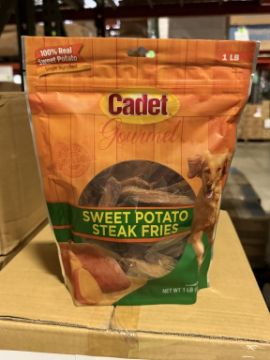 100% Real
Sweet Potato
1 LB
Cadet
Gourmet
SWEET POTATO
STEAK FRIES
NET WT 1 LB